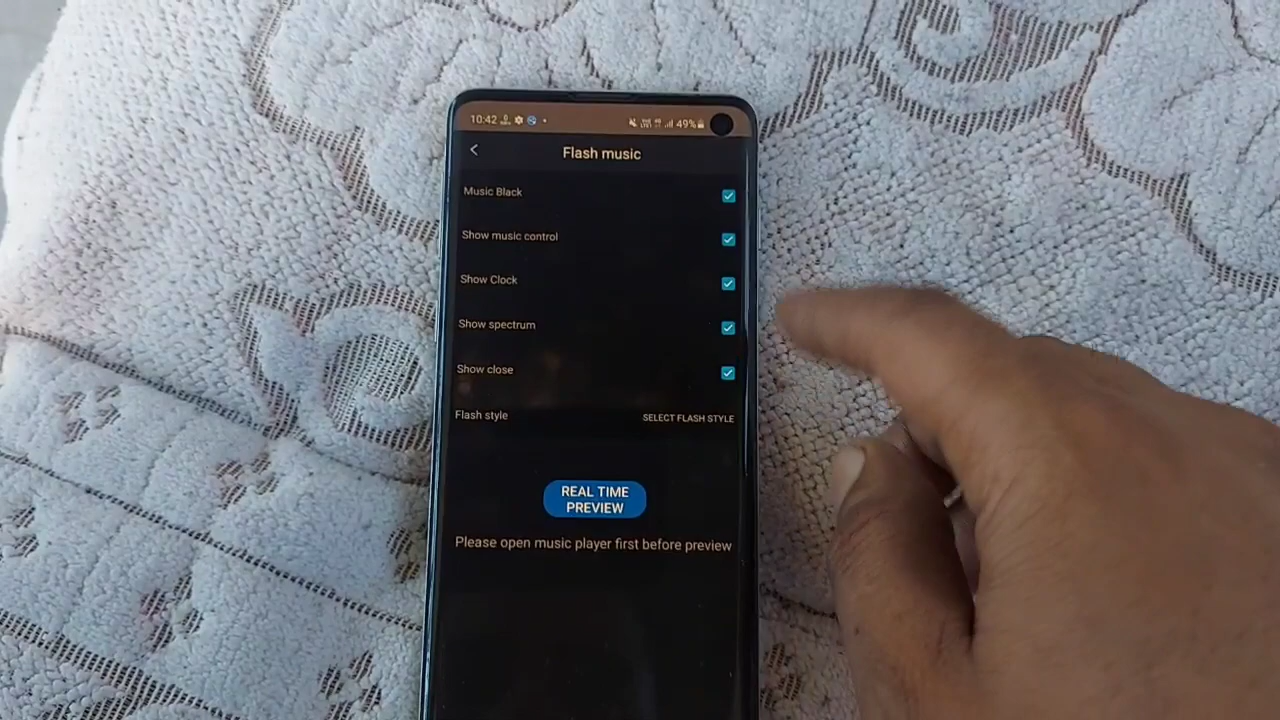 10:42 49%
Flash music
Music Black
Show music control
Show Clock
Show spectrum
Show close
Flash style SELECT FLASH STYLE
REAL TIME
PREVIEW
Please open music player first before preview